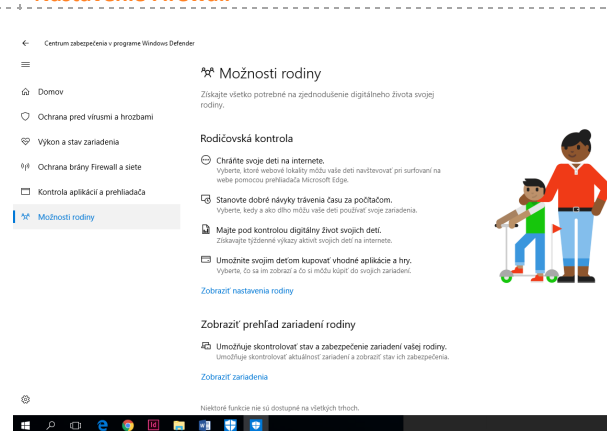 Centrum zabezpečenia v programe Windows Defender
Domov
Ochrana pred vírusmi a hrozbami
Výkon a stav zariadenia
Ochrana brány Firewall a siete
Kontrola aplikácií a prehliadača
Možnosti rodiny
Možnosti rodiny
Získajte všetko potrebné na zjednodušenie digitálneho života svojej
rodiny.
Rodičovská kontrola
Chráňte svoje deti na internete.
Vyberte, ktoré webové lokality môžu vaše deti navštevovať pri surfovaní na
webe pomocou prehliadača Microsoft Edge.
Stanovte dobré návyky trávenia času za počítačom.
Vyberte, kedy a ako dlho môžu vaše deti používať svoje zariadenia.
Majte pod kontrolou digitálny život svojich detí.
Získavajte týždenné výkazy aktivít svojich detí na internete.
Umožnite svojim deťom kupovať vhodné aplikácie a hry.
Vyberte, čo sa im zobrazí a čo si môžu kúpiť do svojich zariadení.
Zobraziť nastavenia rodiny
Zobraziť prehľad zariadení rodiny
Umožňuje skontrolovať stav a zabezpečenie zariadení vašej rodiny.
Umožňuje skontrolovať aktuálnosť zariadení a zobraziť stav ich zabezpečenia.
Zobraziť zariadenia
Niektoré funkcie nie sú dostupné na všetkých trhoch.